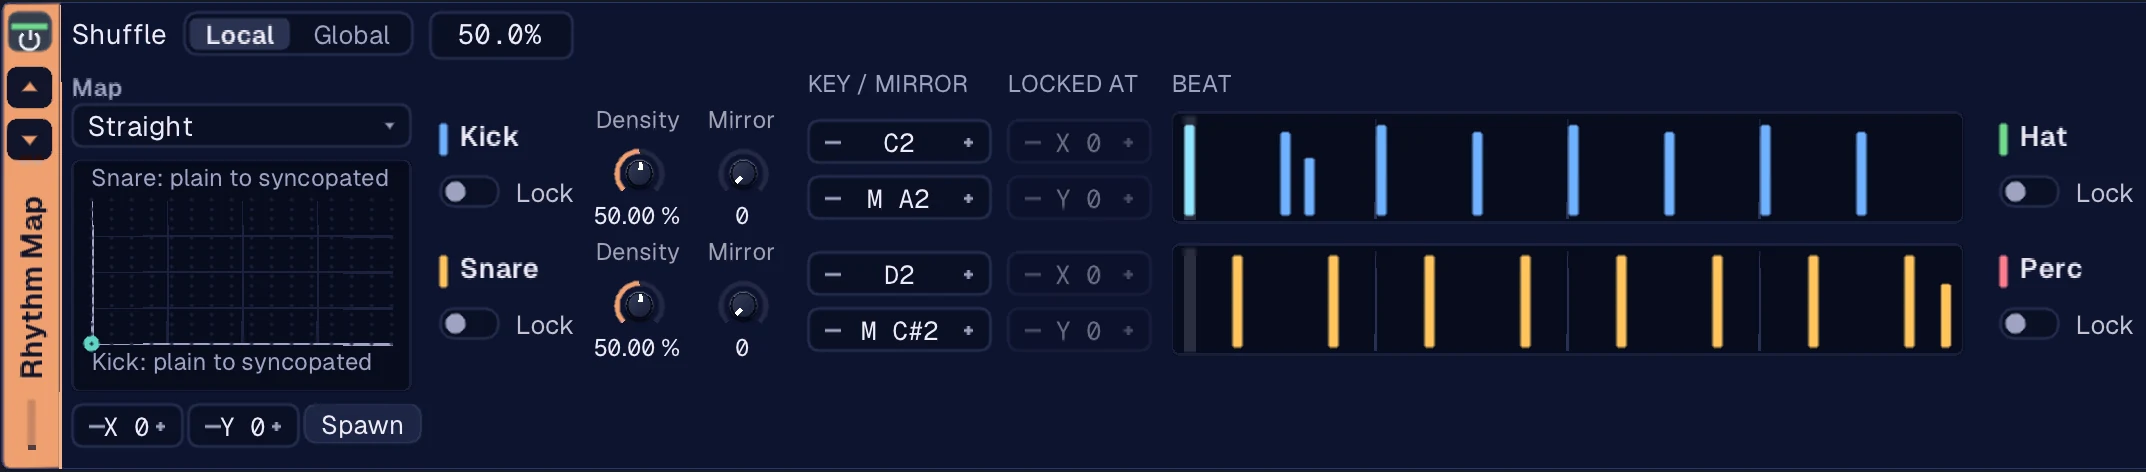 Shuffle Local Global 50.0%
Map
Straight
Snare: plain to syncopated
Kick: plain to syncopated
—X 0+ —Y 0+ Spawn
Rhythm Map
KEY / MIRROR LOCKED AT BEAT
Kick
Lock
Density Mirror
50.00 % 0
— C2 +
— M A2 +
— X 0 +
— Y 0 +
Snare
Lock
Density Mirror
50.00 % 0
— D2 +
— M C#2 +
— X 0 +
— Y 0 +
Hat
Lock
Perc
Lock